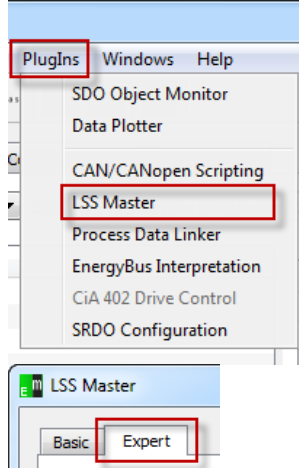 PlugIns Windows Help
SDO Object Monitor
Data Plotter
CAN/CANopen Scripting
LSS Master
Process Data Linker
EnergyBus Interpretation
CiA 402 Drive Control
SRDO Configuration
EM LSS Master
Basic Expert